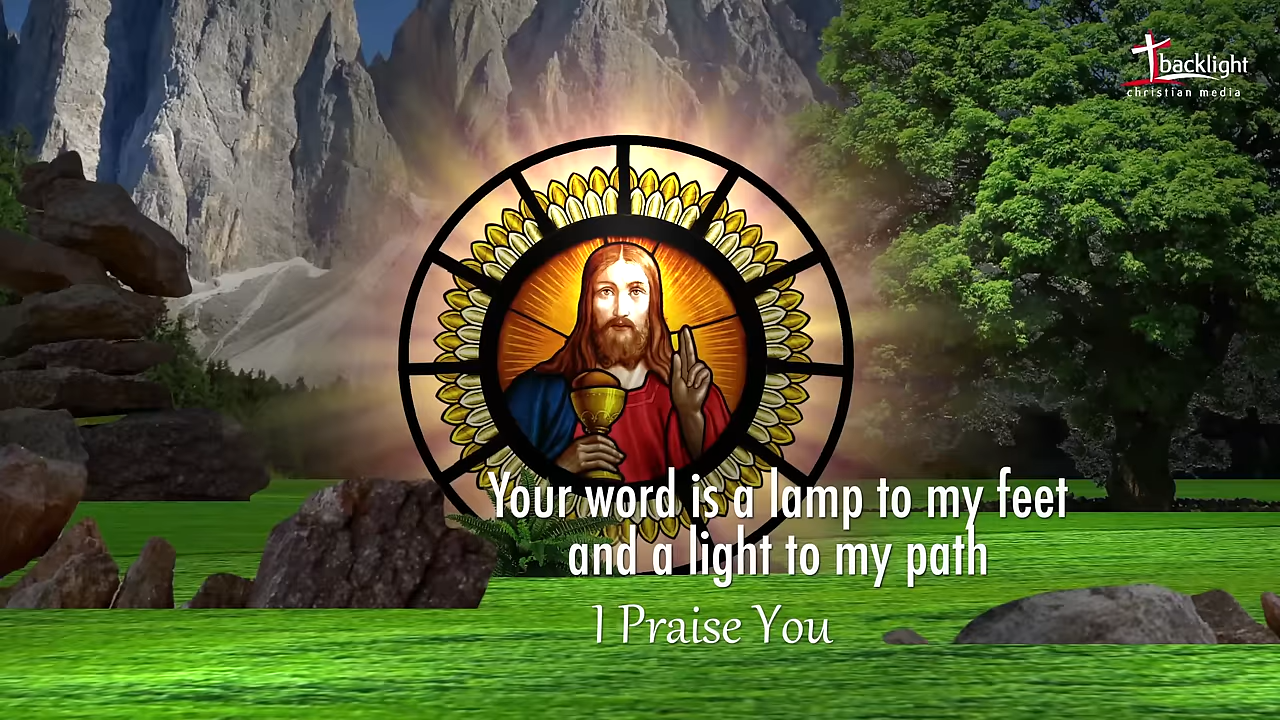 backlight
christian media
Your word is a lamp to my feet
and a light to my path
I Praise You